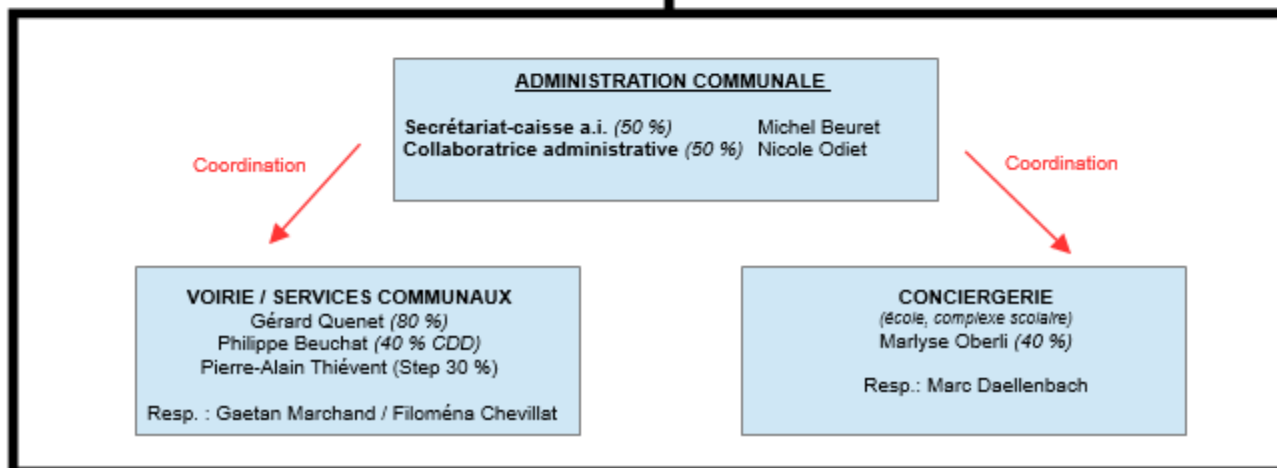 ADMINISTRATION COMMUNALE
Secrétariat-caisse a.i. (50 %) Michel Beuret
Collaboratrice administrative (50 %) Nicole Odiet
Coordination
Coordination
VOIRIE / SERVICES COMMUNAUX
Gérard Quenet (80 %)
Philippe Beuchat (40 % CDD)
Pierre-Alain Thiévent (Step 30 %)
Resp. : Gaetan Marchand / Filoména Chevillat
CONCIERGERIE
(école, complexe scolaire)
Marlyse Oberli (40 %)
Resp.: Marc Daellenbach